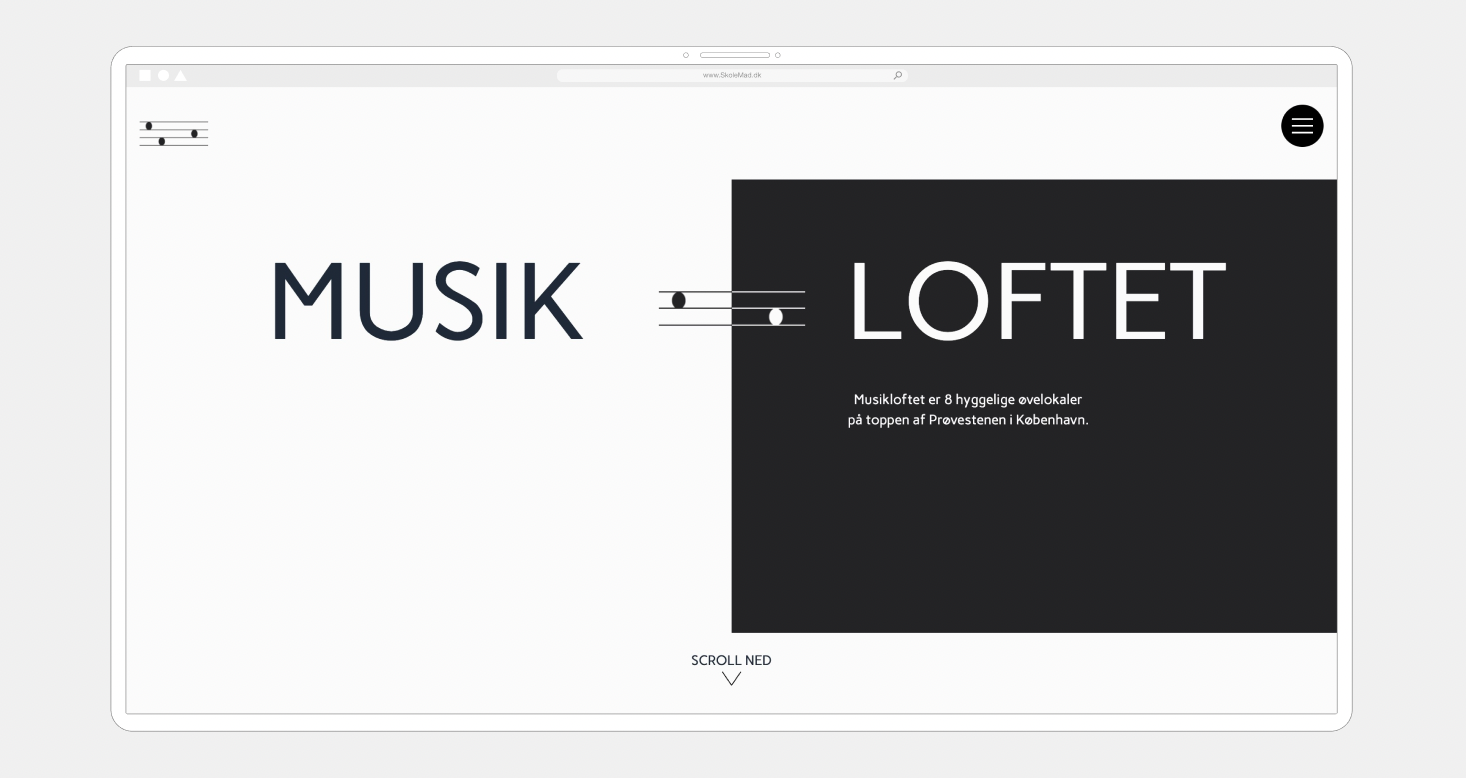 www.SkoleMad.dk
MUSIK
LOFTET
Musikloftet er 8 hyggelige øvelokaler
på toppen af Prøvestenen i København.
SCROLL NED